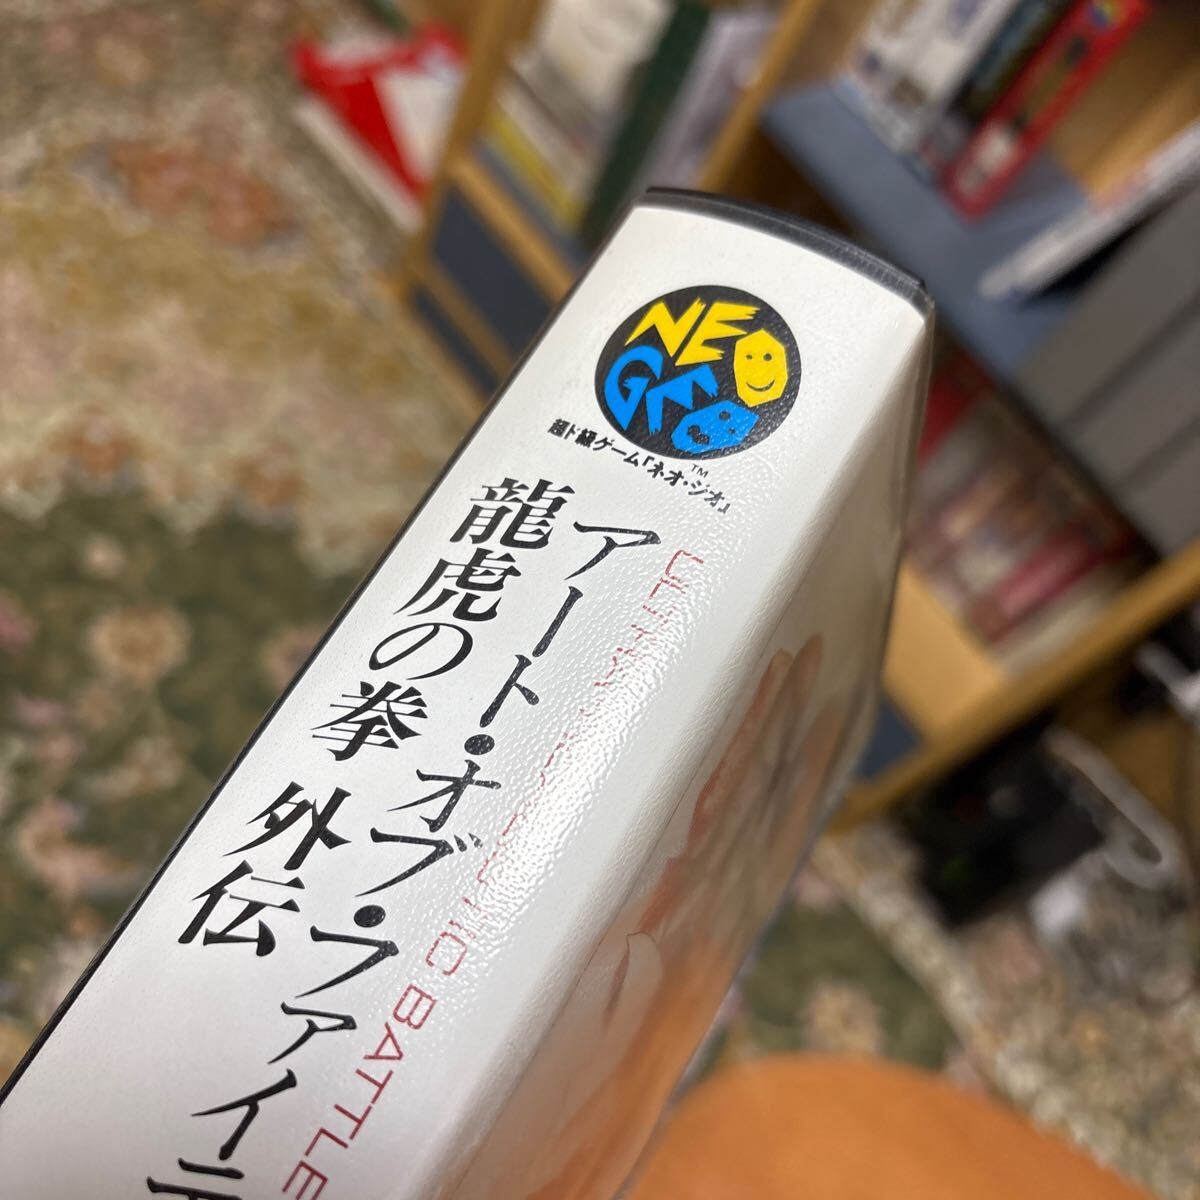 NEO
GEO
超ド級ゲーム「ネオ・ジオ」
TM
アート・オブ・ファイテ
龍虎の拳 外伝
BATTLE